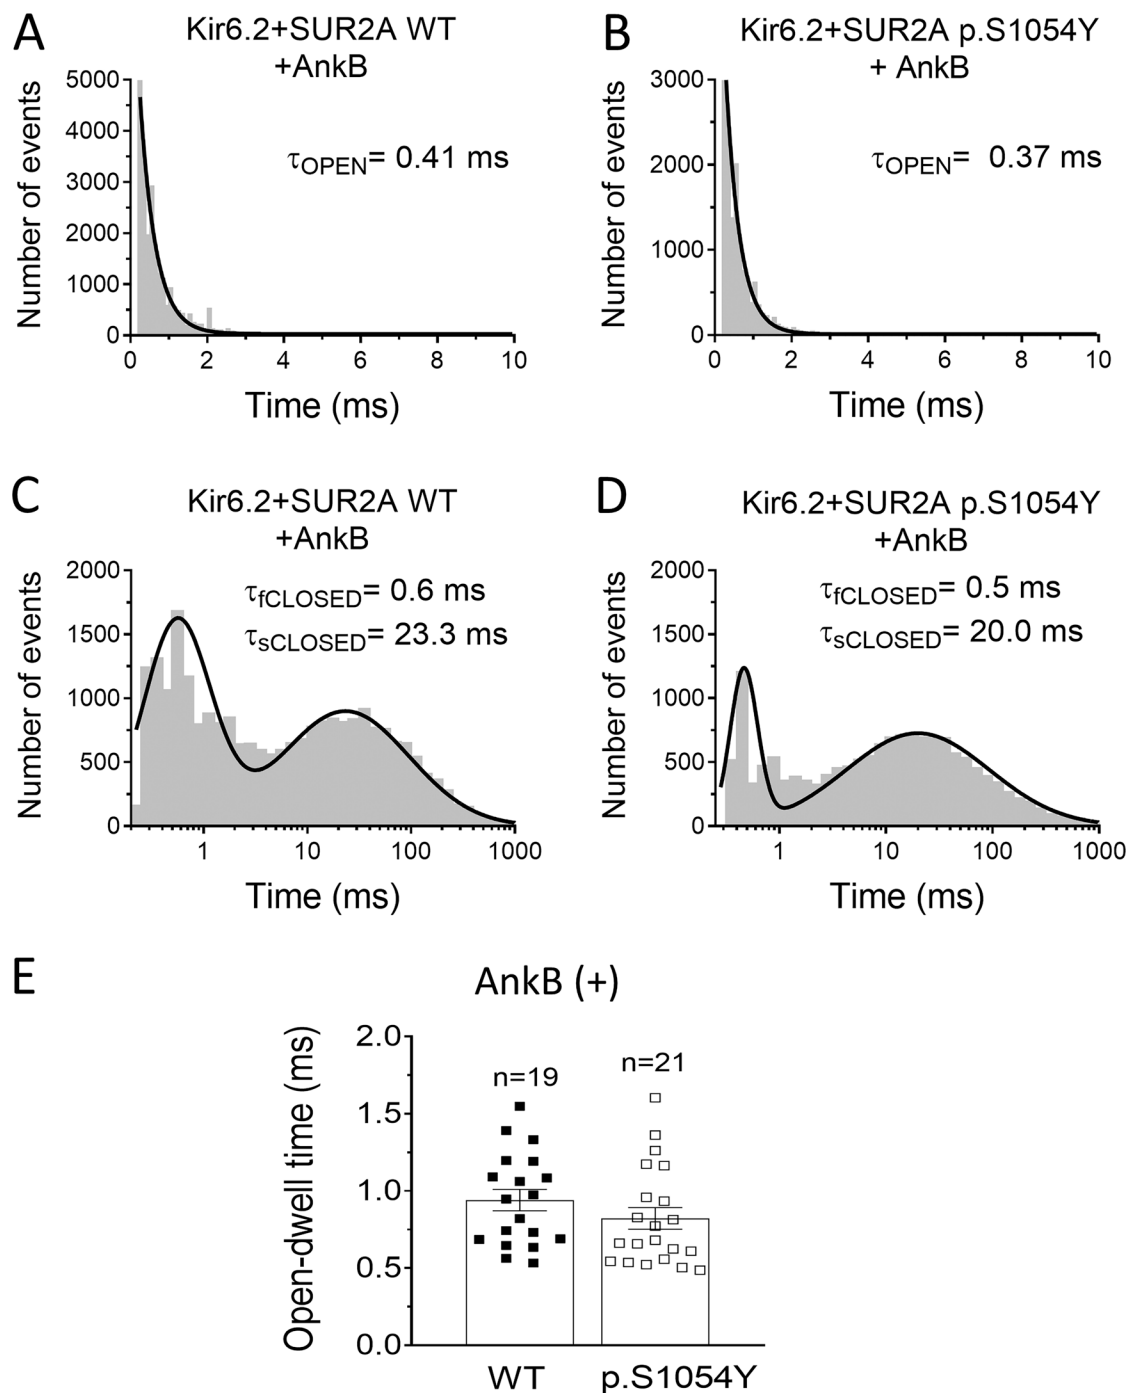 A
Kir6.2+SUR2A WT
+AnkB
Number of events
5000
4000
3000
2000
1000
0
τOPEN= 0.41 ms
0 2 4 6 8 10
Time (ms)
B
Kir6.2+SUR2A p.S1054Y
+ AnkB
Number of events
3000
2000
1000
0
τOPEN= 0.37 ms
0 2 4 6 8 10
Time (ms)
C
Kir6.2+SUR2A WT
+AnkB
Number of events
2000
1500
1000
500
0
τfCLOSED= 0.6 ms
τsCLOSED= 23.3 ms
1 10 100 1000
Time (ms)
D
Kir6.2+SUR2A p.S1054Y
+AnkB
Number of events
2000
1500
1000
500
0
τfCLOSED= 0.5 ms
τsCLOSED= 20.0 ms
1 10 100 1000
Time (ms)
E
AnkB (+)
Open-dwell time (ms)
2.0
1.5
1.0
0.5
0.0
n=19
n=21
WT p.S1054Y